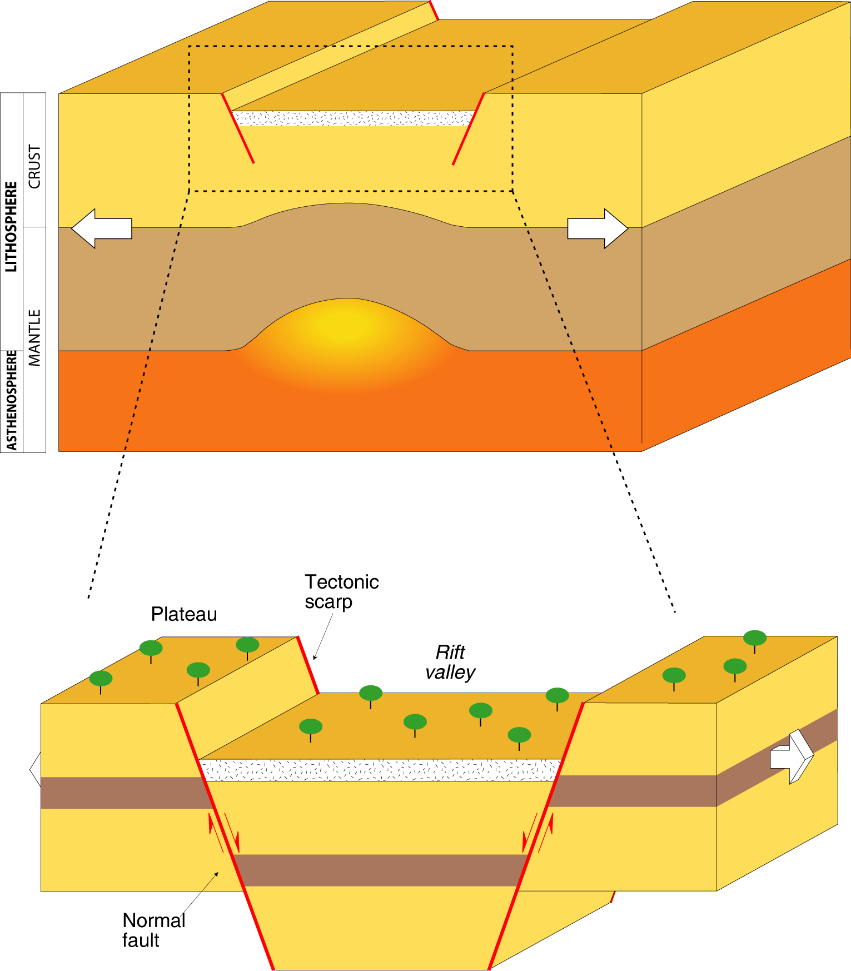 LITHOSPHERE
CRUST
MANTLE
ASTHENOSPHERE
Tectonic
scarp
Plateau
Rift
valley
Normal
fault